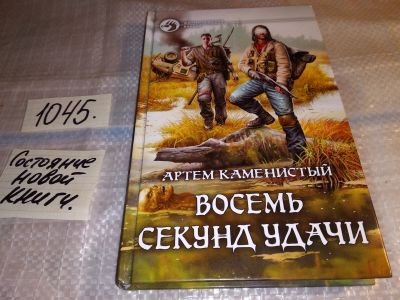 1045.
Состояние
новой
книги.
АРТЕМ КАМЕНИСТЫЙ
ВОСЕМЬ
СЕКУНД УДАЧИ